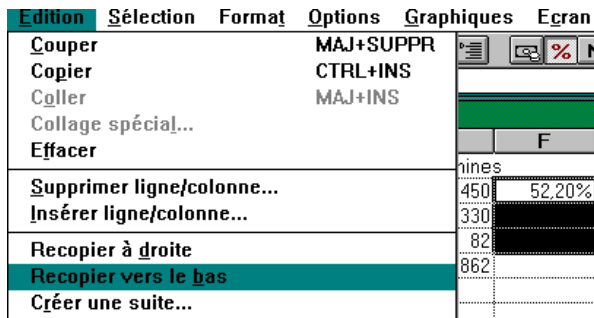 Edition Sélection Format Options Graphiques Ecran
Couper MAJ+SUPPR
Copier CTRL+INS
Coller MAJ+INS
Collage spécial...
Effacer
Supprimer ligne/colonne...
Insérer ligne/colonne...
Recopier à droite
Recopier vers le bas
Créer une suite...
%
F
450 52,20%
330
82
862